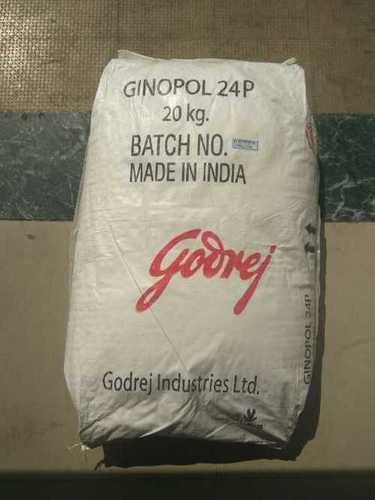 GINOPOL 24P
20 kg.
BATCH NO.
MADE IN INDIA
Godrej
Godrej Industries Ltd.
GINOPOL 24P